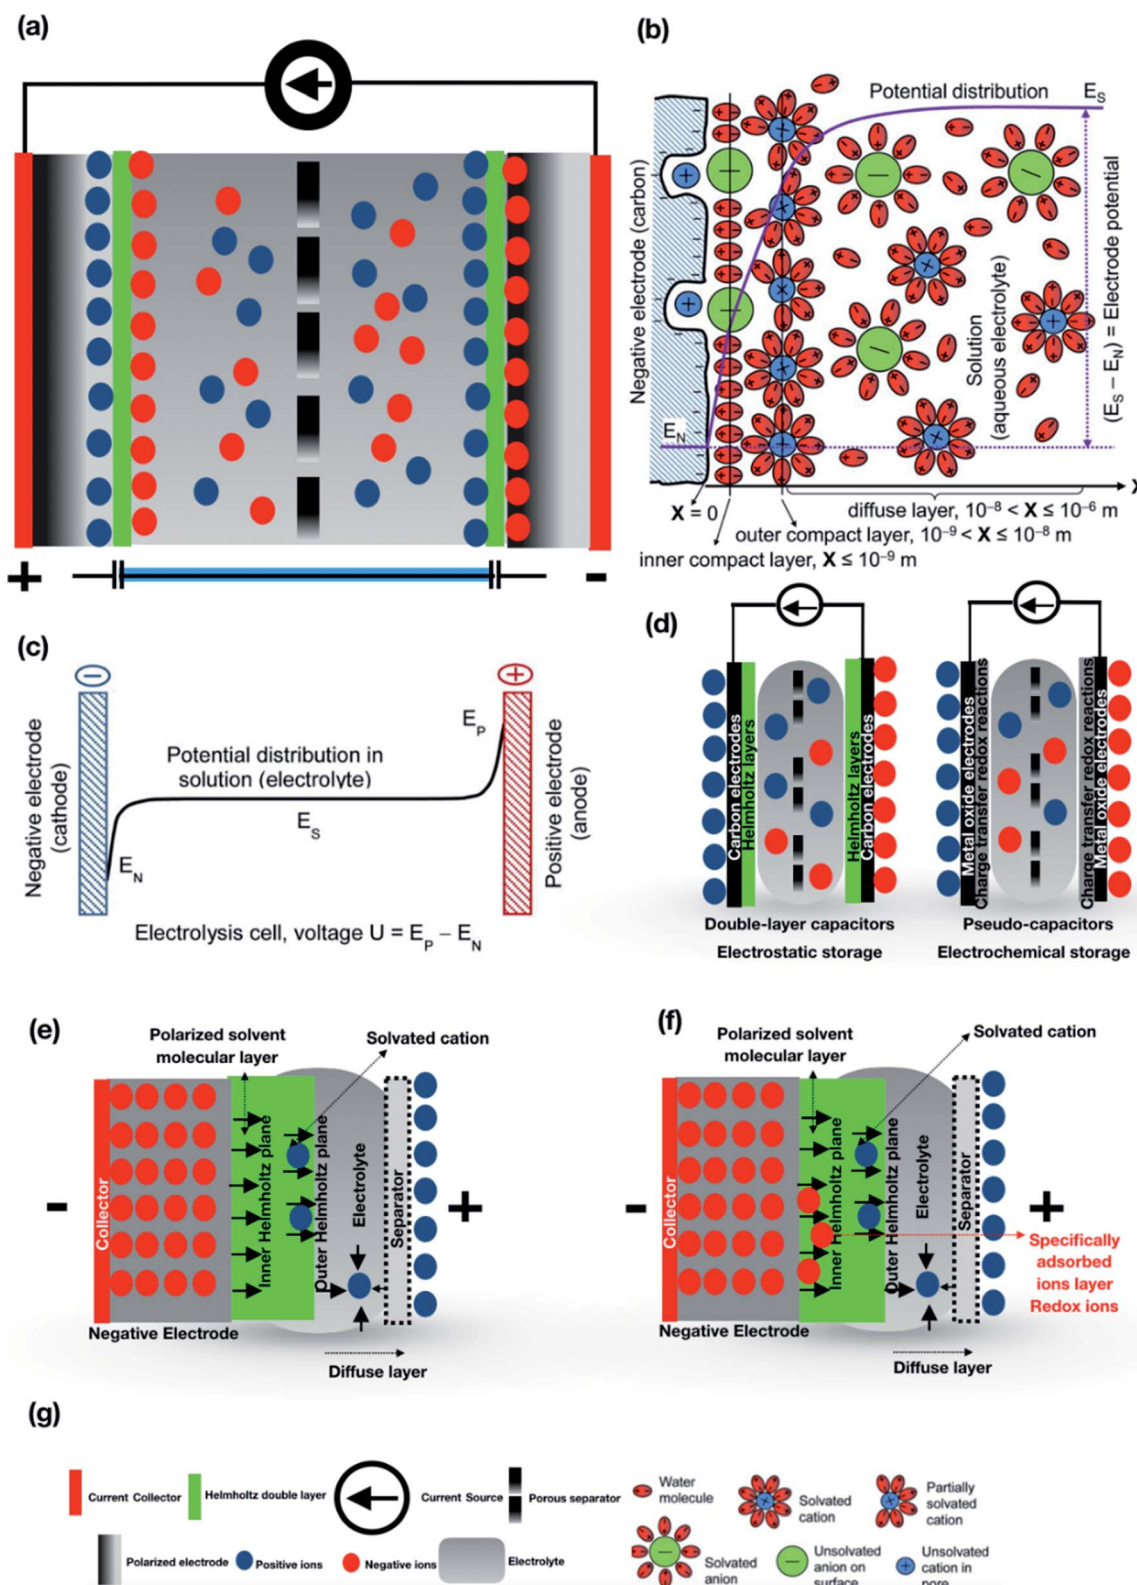 (a)
+
-
(b)
Potential distribution
E_S
Negative electrode (carbon)
Solution
(aqueous electrolyte)
(E_S – E_N) = Electrode potential
E_N
X
X = 0
diffuse layer, 10⁻⁸ < X ≤ 10⁻⁶ m
outer compact layer, 10⁻⁹ < X ≤ 10⁻⁸ m
inner compact layer, X ≤ 10⁻⁹ m
(c)
−
+
Negative electrode
(cathode)
E_P
Potential distribution in
solution (electrolyte)
E_S
E_N
Positive electrode
(anode)
Electrolysis cell, voltage U = E_P – E_N
(d)
Carbon electrodes
Helmholtz layers
Helmholtz layers
Carbon electrodes
Metal oxide electrodes
Charge transfer redox reactions
Charge transfer redox reactions
Metal oxide electrodes
Double-layer capacitors
Electrostatic storage
Pseudo-capacitors
Electrochemical storage
(e)
Polarized solvent
molecular layer
Solvated cation
-
Collector
Inner Helmholtz plane
Outer Helmholtz plane
Electrolyte
Separator
+
Negative Electrode
Diffuse layer
(f)
Polarized solvent
molecular layer
Solvated cation
-
Collector
Inner Helmholtz plane
Outer Helmholtz plane
Electrolyte
Separator
+
Specifically
adsorbed
ions layer
Redox ions
Negative Electrode
Diffuse layer
(g)
Current Collector
Helmholtz double layer
Current Source
Porous separator
Water
molecule
Solvated
cation
Partially
solvated
cation
Polarized electrode
Positive ions
Negative ions
Electrolyte
Solvated
anion
Unsolvated
anion on
surface
Unsolvated
cation in
pore